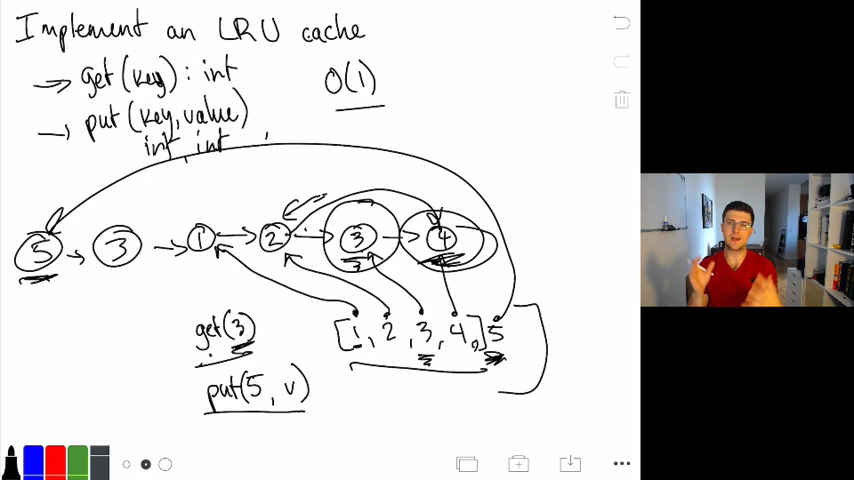 Implement an LRU cache
→ get(key) : int
O(1)
→ put(key, value)
int, int
5 → 3 → 1 → 2 → 3 → 4
get(3)
[1, 2, 3, 4,] 5
put(5, v)